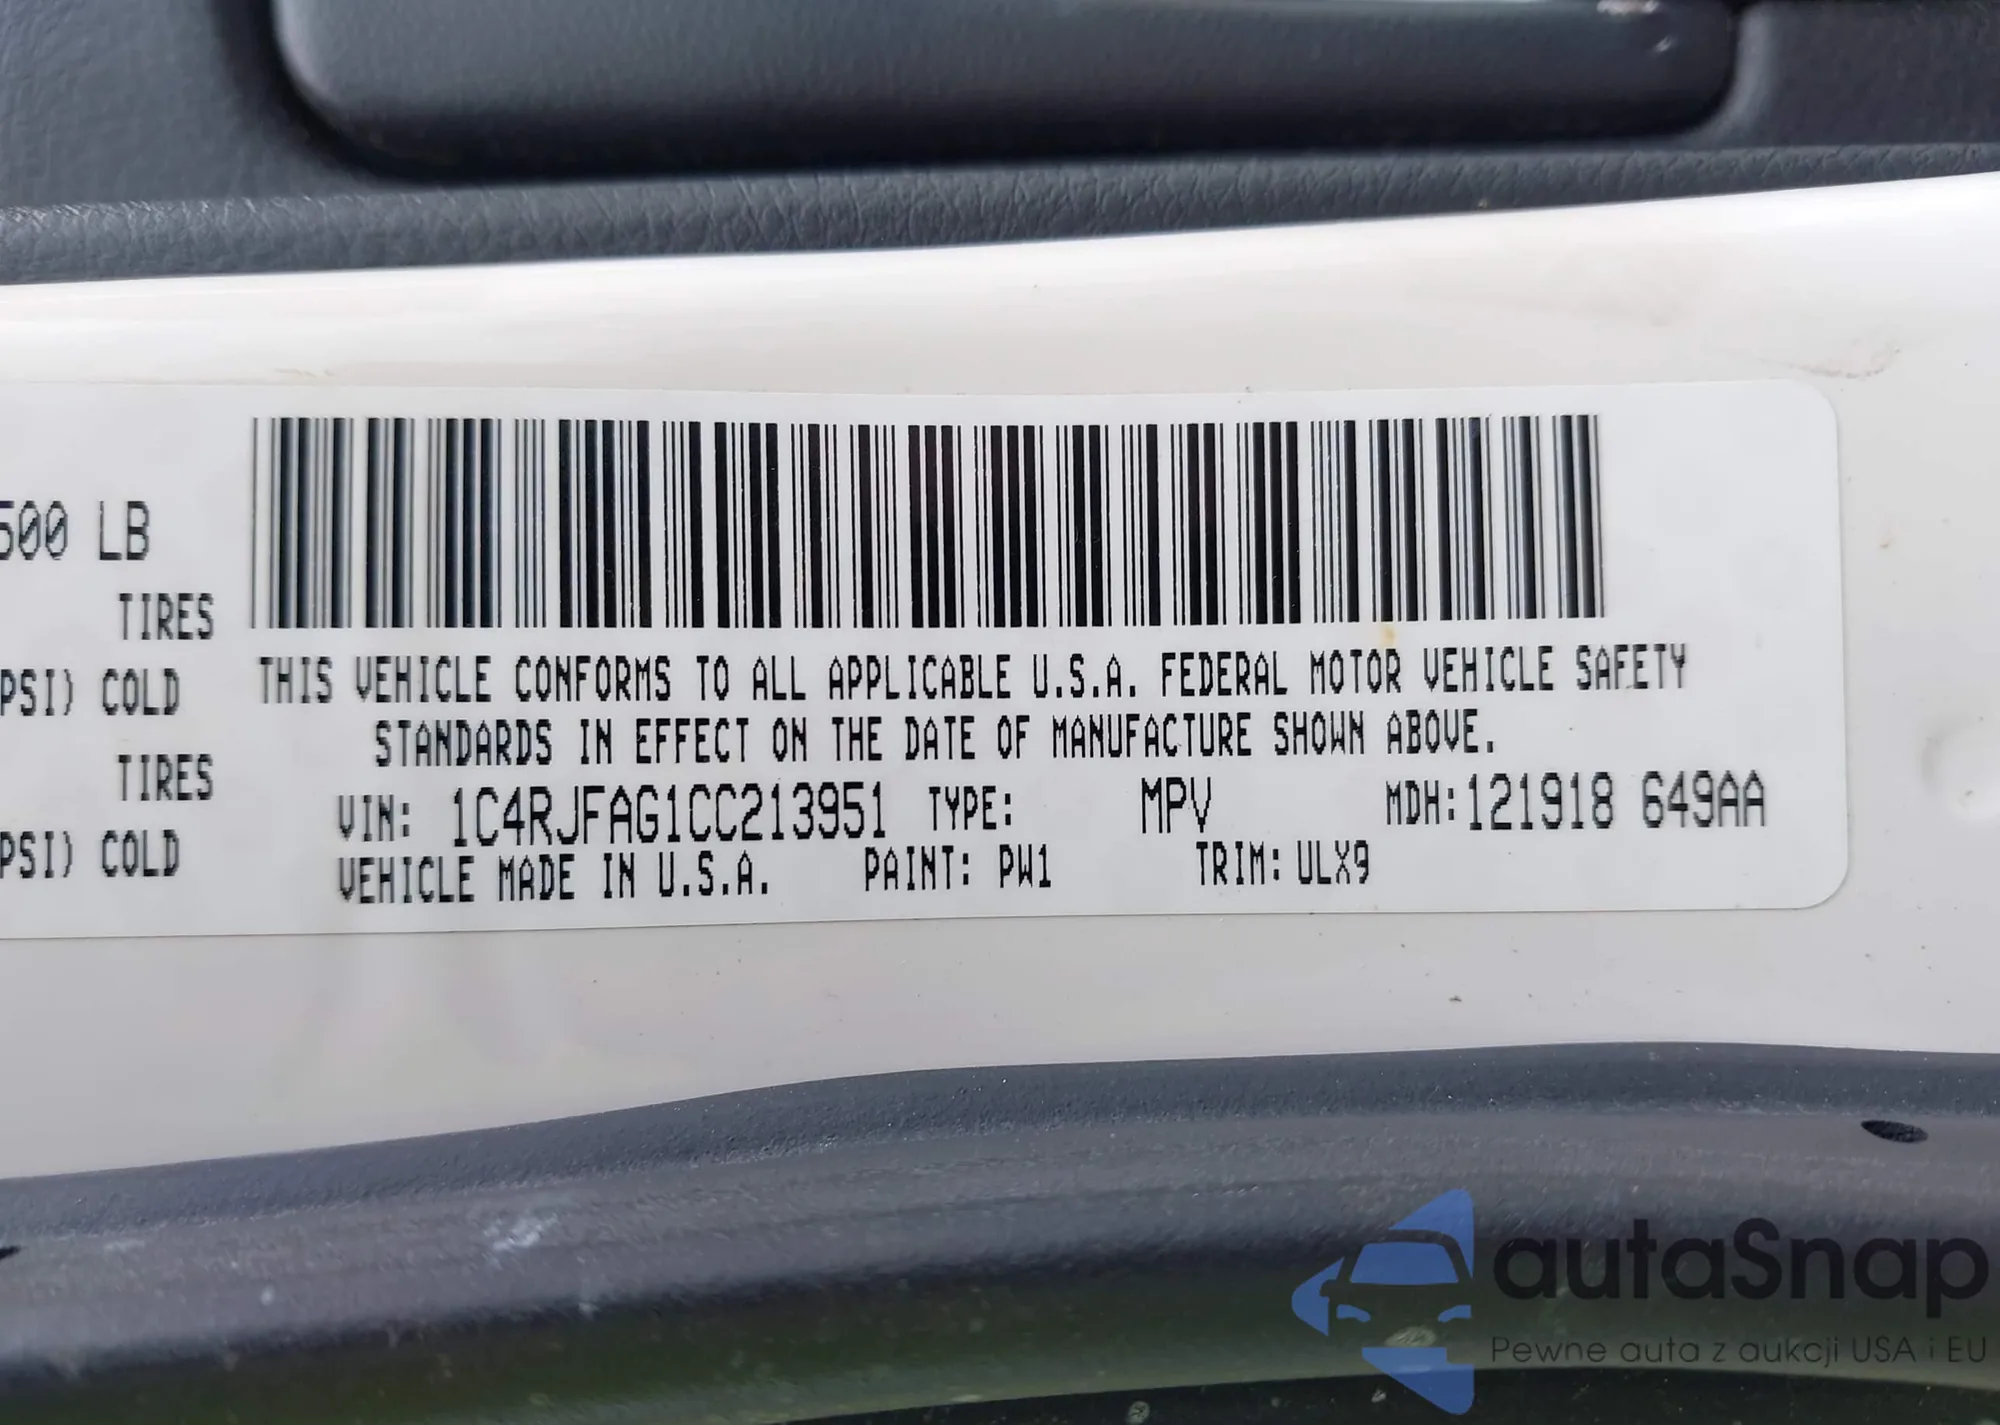 500 LB
TIRES
PSI) COLD
TIRES
PSI) COLD
THIS VEHICLE CONFORMS TO ALL APPLICABLE U.S.A. FEDERAL MOTOR VEHICLE SAFETY
STANDARDS IN EFFECT ON THE DATE OF MANUFACTURE SHOWN ABOVE.
VIN: 1C4RJFAG1CC213951 TYPE: MPV MDH:121918 649AA
VEHICLE MADE IN U.S.A. PAINT: PW1 TRIM: ULX9
autaSnap
Pewne auta z aukcji USA i EU